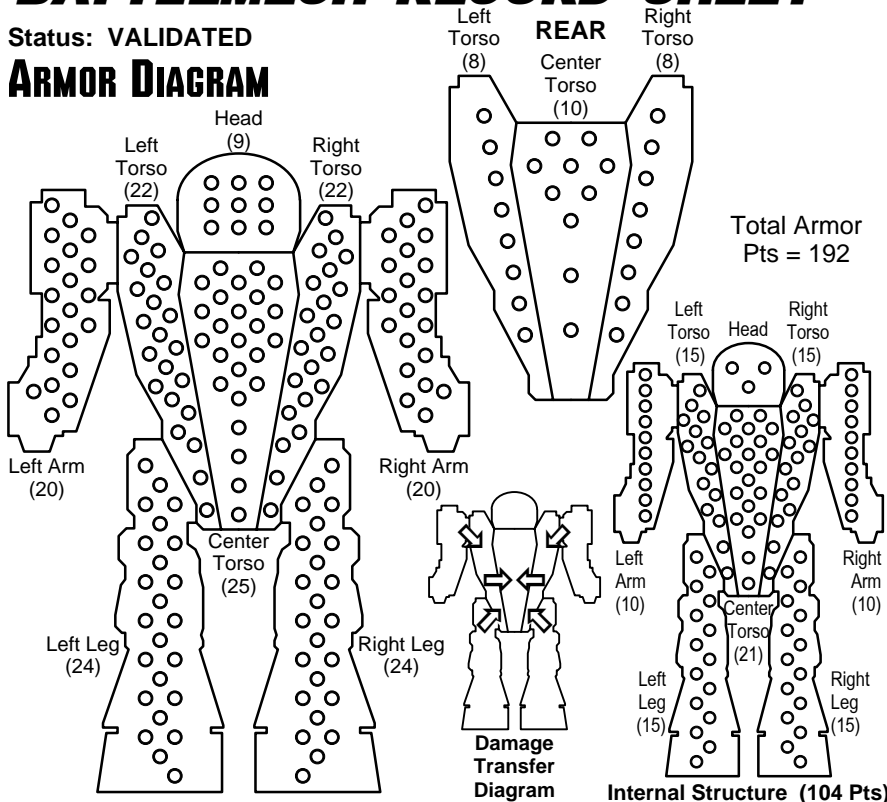 BATTLEMECH RECORD SHEET
Status: VALIDATED
ARMOR DIAGRAM
Head
(9)
Left
Torso
(22)
Right
Torso
(22)
Left Arm
(20)
Right Arm
(20)
Center
Torso
(25)
Left Leg
(24)
Right Leg
(24)
REAR
Left
Torso
(8)
Center
Torso
(10)
Right
Torso
(8)
Total Armor
Pts = 192
Left
Torso
(15)
Head
Right
Torso
(15)
Left
Arm
(10)
Right
Arm
(10)
Center
Torso
(21)
Left
Leg
(15)
Right
Leg
(15)
Damage
Transfer
Diagram
Internal Structure (104 Pts)